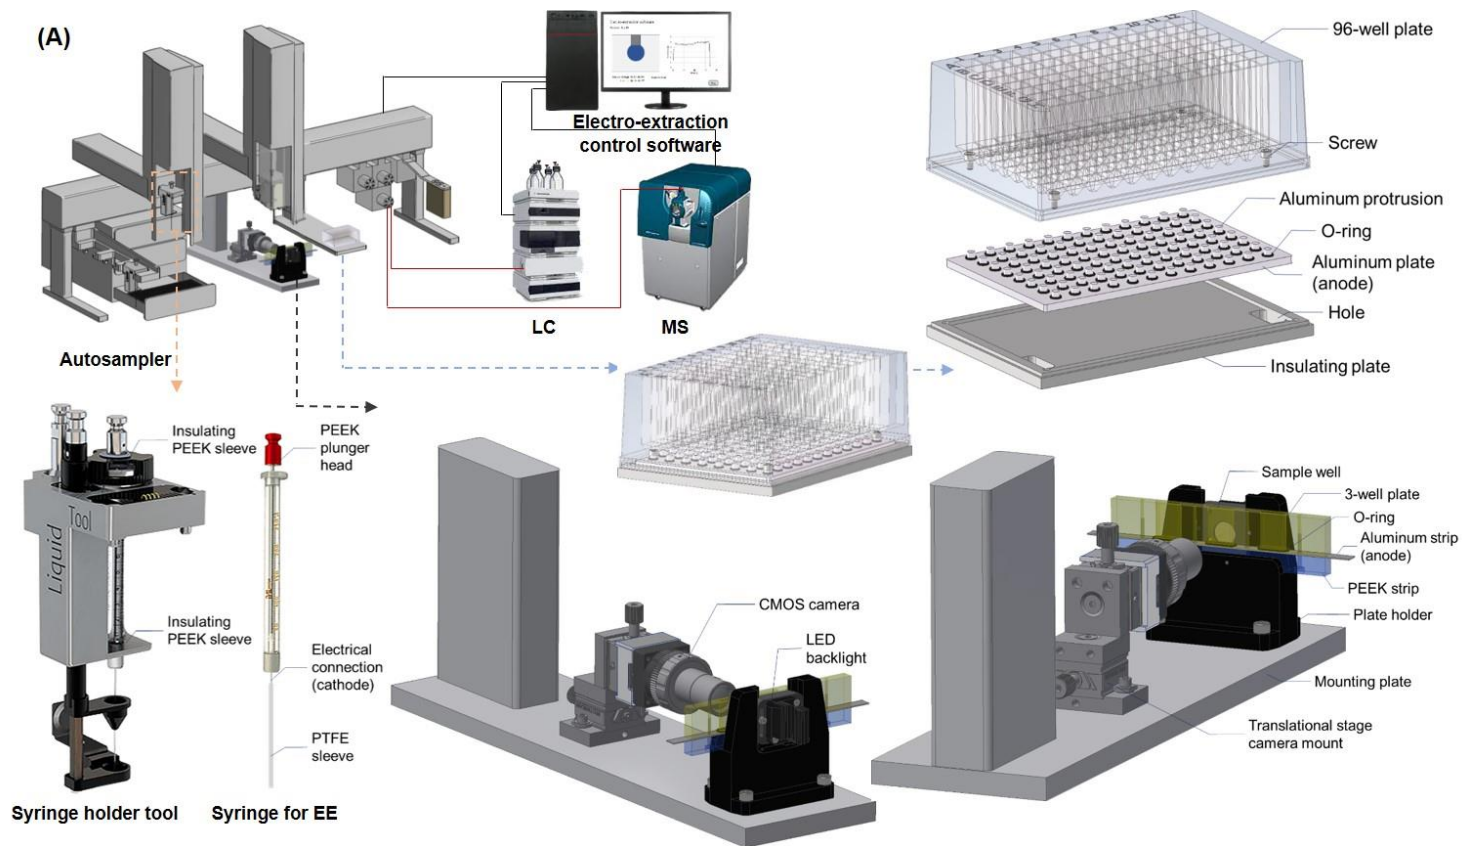 (A)
Electro-extraction
control software
LC
MS
Autosampler
96-well plate
Screw
Aluminum protrusion
O-ring
Aluminum plate
(anode)
Hole
Insulating plate
Insulating
PEEK sleeve
PEEK
plunger
head
Liquid
Tool
Insulating
PEEK sleeve
Electrical
connection
(cathode)
PTFE
sleeve
Syringe holder tool
Syringe for EE
CMOS camera
LED
backlight
Sample well
3-well plate
O-ring
Aluminum strip
(anode)
PEEK strip
Plate holder
Mounting plate
Translational stage
camera mount